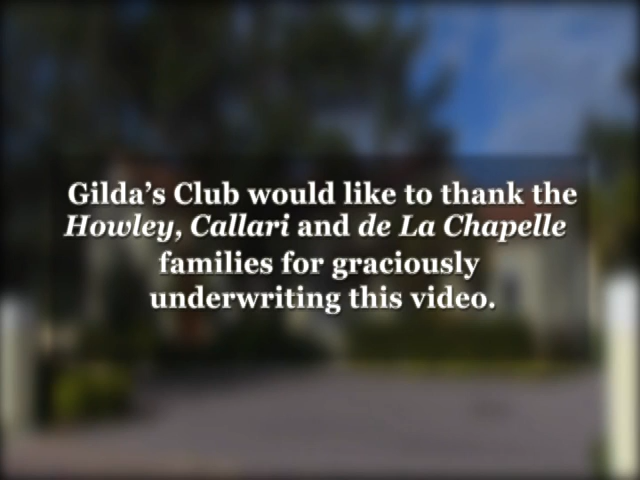 Gilda’s Club would like to thank the
Howley, Callari and de La Chapelle
families for graciously
underwriting this video.